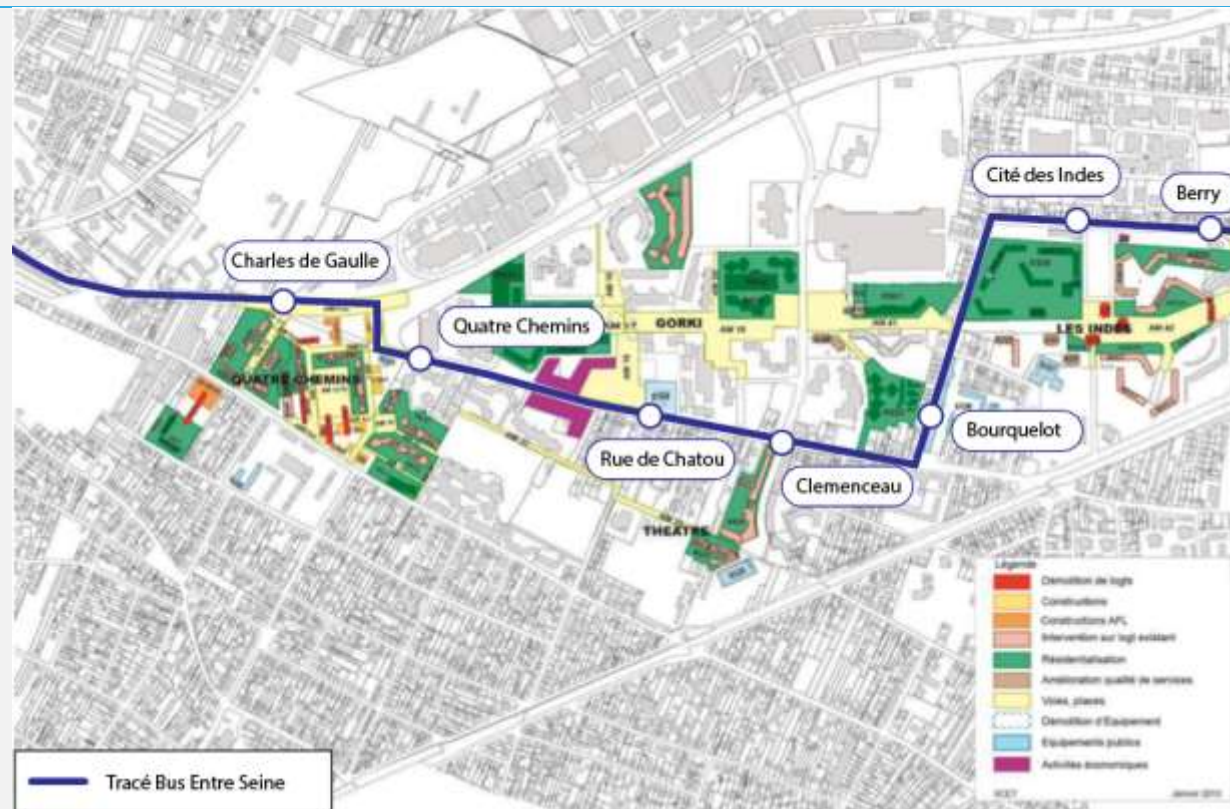 Cité des Indes
Berry
Charles de Gaulle
Quatre Chemins
GORKI
LES INDES
QUATRE CHEMINS
Rue de Chatou
Bourquelot
Clemenceau
THEATRE
Légende
Démolition de logts
Constructions
Constructions AFL
Intervention sur logt existant
Résidentialisation
Amélioration qualité de services
Voies, places
Démolition d'Equipement
Equipements publics
Activités économiques
Tracé Bus Entre Seine